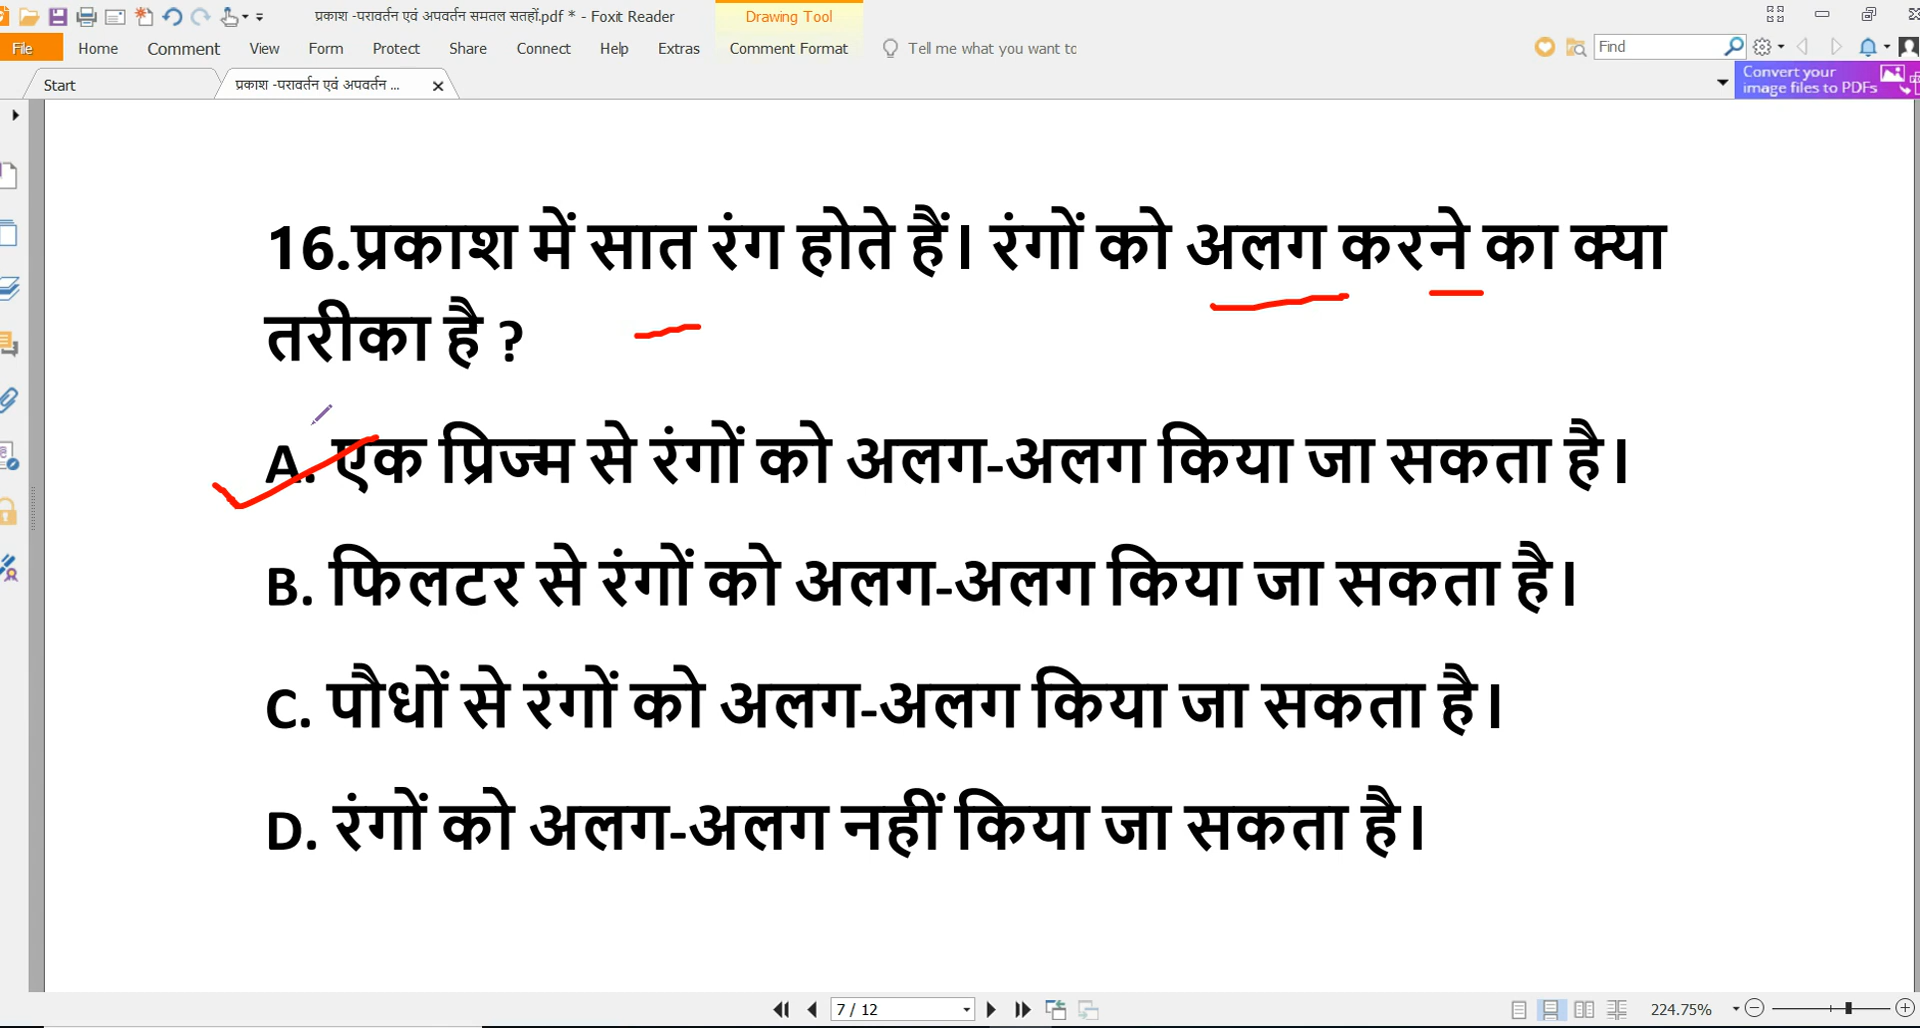 प्रकाश -परावर्तन एवं अपवर्तन समतल सतहों.pdf * - Foxit Reader
Drawing Tool
File Home Comment View Form Protect Share Connect Help Extras Comment Format Tell me what you want to Find
Start
प्रकाश -परावर्तन एवं अपवर्तन ...
Convert your
image files to PDFs
16.प्रकाश में सात रंग होते हैं। रंगों को अलग करने का क्या
तरीका है ?
A. एक प्रिज्म से रंगों को अलग-अलग किया जा सकता है।
B. फिलटर से रंगों को अलग-अलग किया जा सकता है।
C. पौधों से रंगों को अलग-अलग किया जा सकता है।
D. रंगों को अलग-अलग नहीं किया जा सकता है।
7 / 12
224.75%